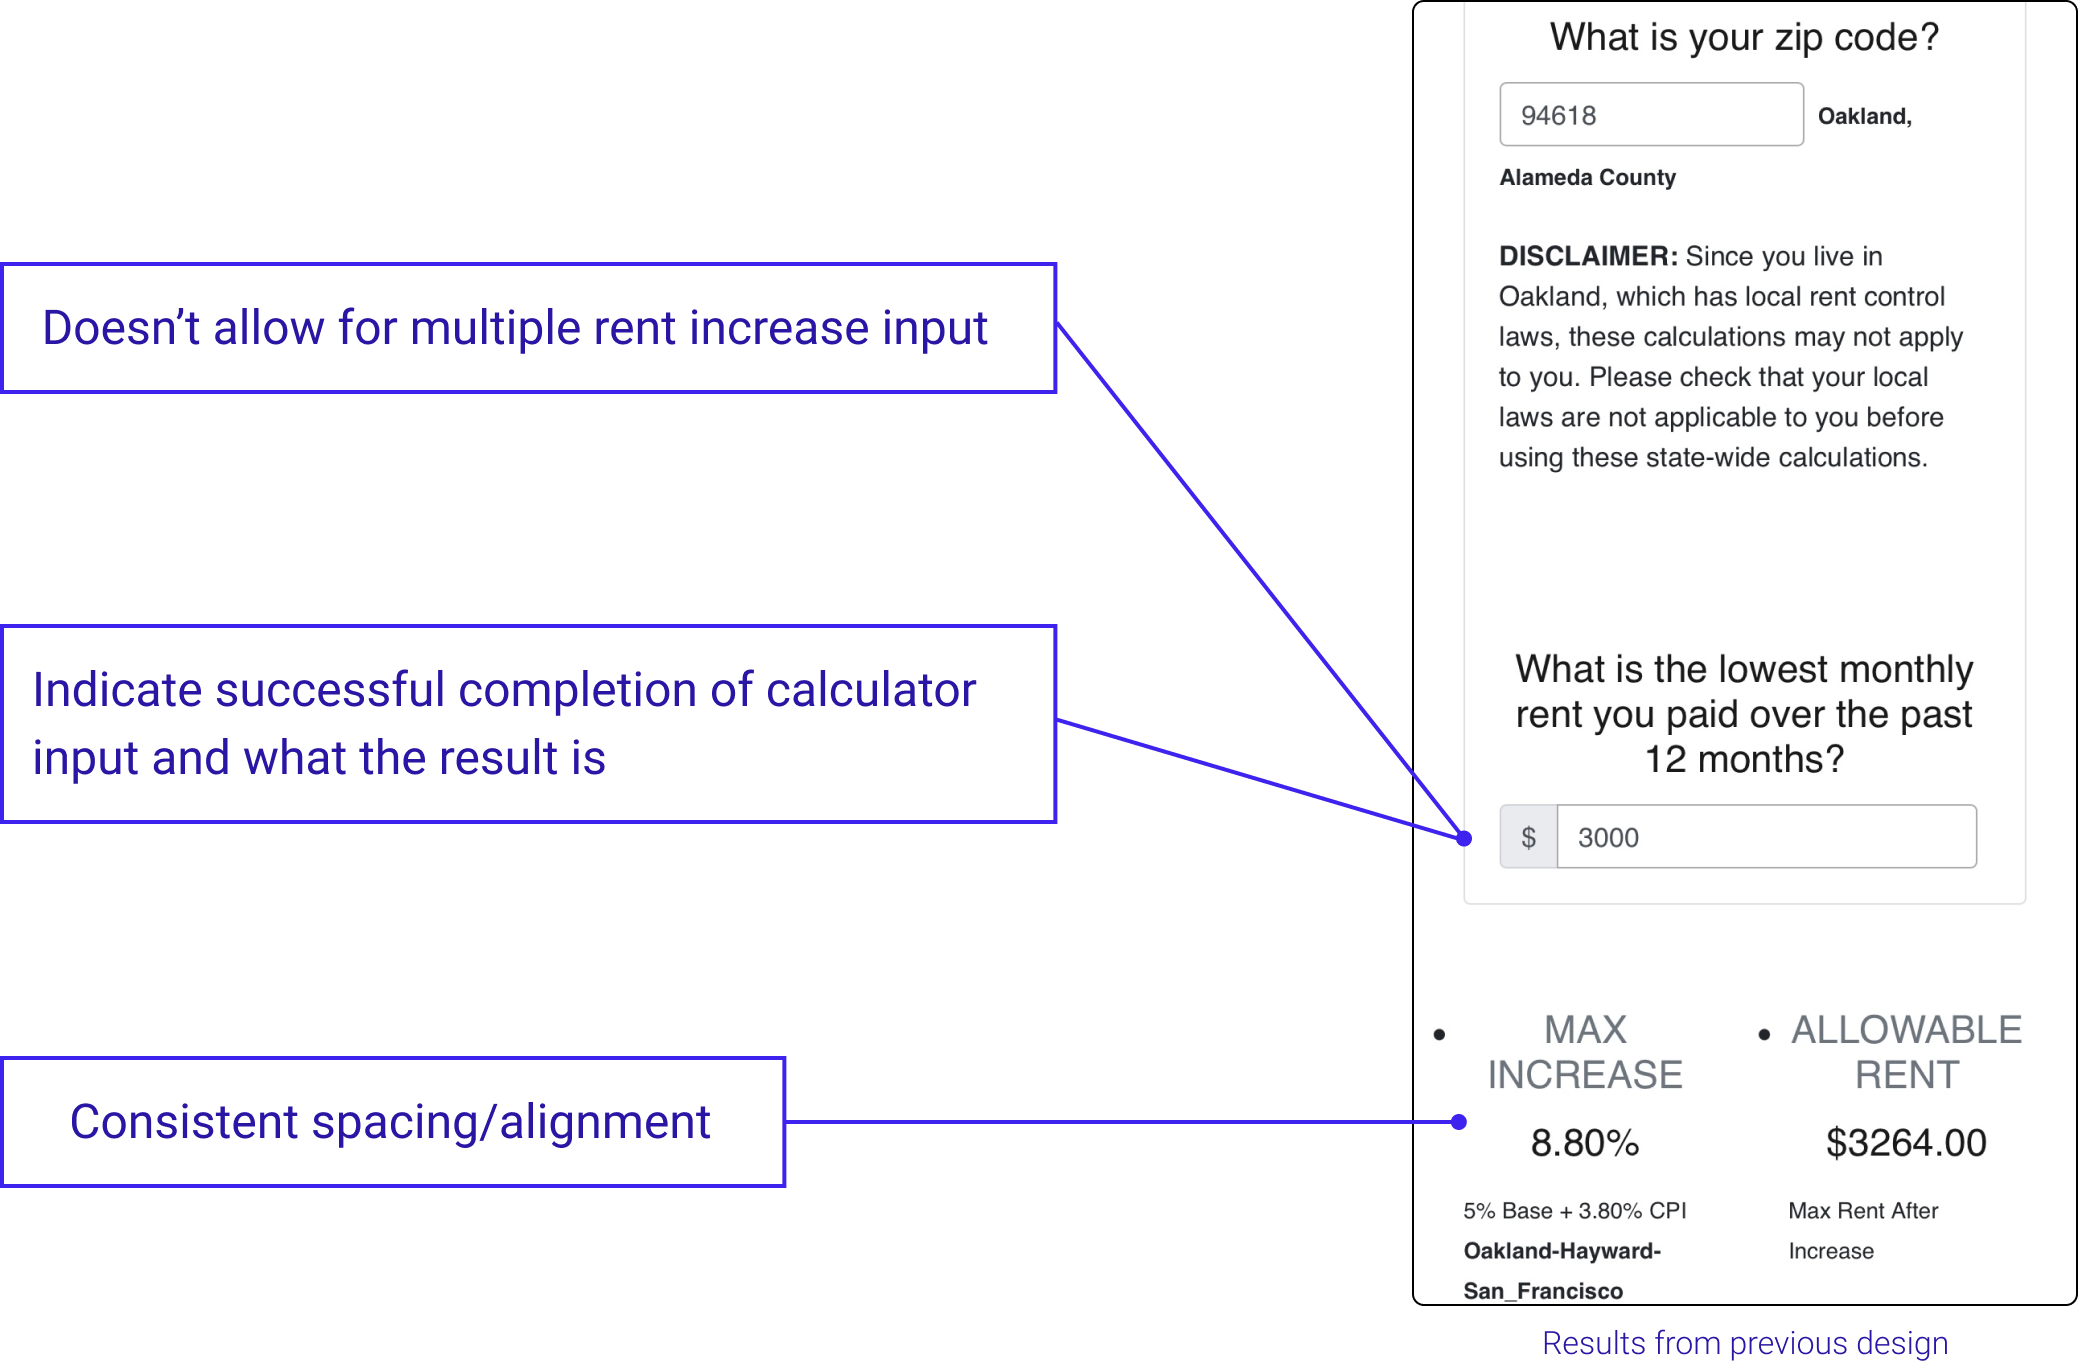 Doesn’t allow for multiple rent increase input
Indicate successful completion of calculator
input and what the result is
Consistent spacing/alignment
What is your zip code?
94618 Oakland,
Alameda County
DISCLAIMER: Since you live in
Oakland, which has local rent control
laws, these calculations may not apply
to you. Please check that your local
laws are not applicable to you before
using these state-wide calculations.
What is the lowest monthly
rent you paid over the past
12 months?
$ 3000
• MAX
INCREASE
8.80%
5% Base + 3.80% CPI
Oakland-Hayward-
San_Francisco
• ALLOWABLE
RENT
$3264.00
Max Rent After
Increase
Results from previous design